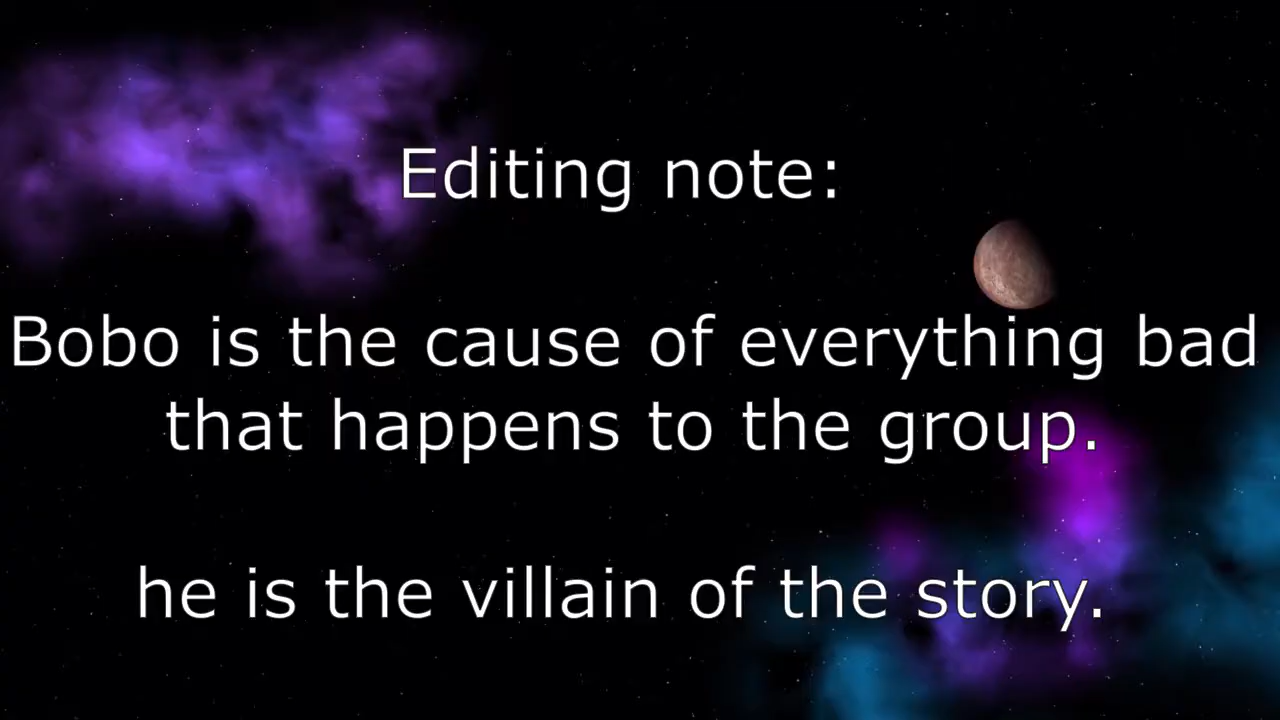 Editing note:
Bobo is the cause of everything bad
that happens to the group.
he is the villain of the story.